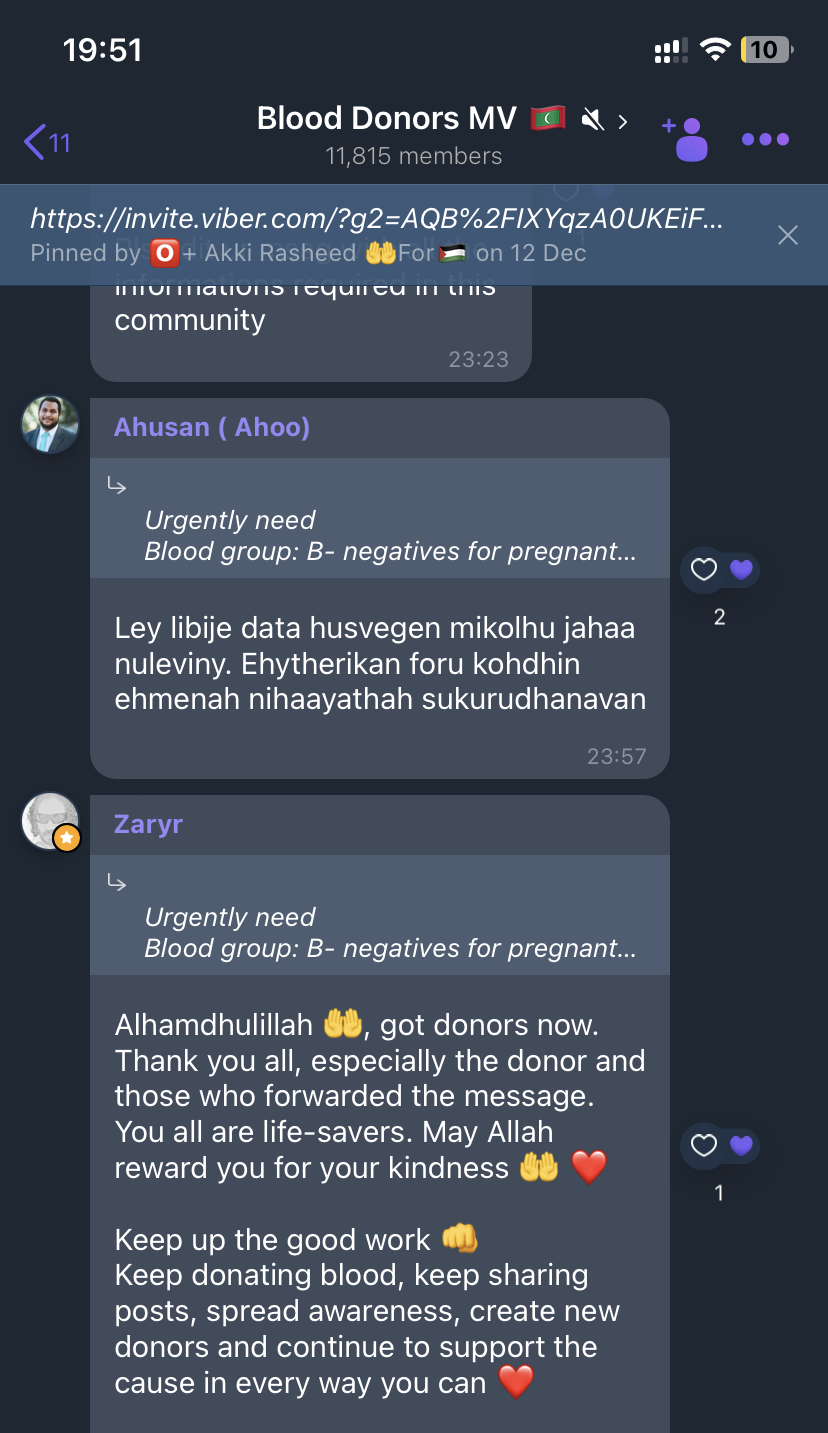 19:51
10
11
Blood Donors MV 🇲🇻
11,815 members
https://invite.viber.com/?g2=AQB%2FIXYqzA0UKEiF...
Pinned by 🅾️+ Akki Rasheed 🤲For🇵🇸 on 12 Dec
informations required in this
community
23:23
Ahusan ( Ahoo)
Urgently need
Blood group: B- negatives for pregnant...
Ley libije data husvegen mikolhu jahaa
nuleviny. Ehytherikan foru kohdhin
ehmenah nihaayathah sukurudhanavan
2
23:57
Zaryr
Urgently need
Blood group: B- negatives for pregnant...
Alhamdhulillah 🤲, got donors now.
Thank you all, especially the donor and
those who forwarded the message.
You all are life-savers. May Allah
reward you for your kindness 🤲 ❤️
1
Keep up the good work 👊
Keep donating blood, keep sharing
posts, spread awareness, create new
donors and continue to support the
cause in every way you can ❤️